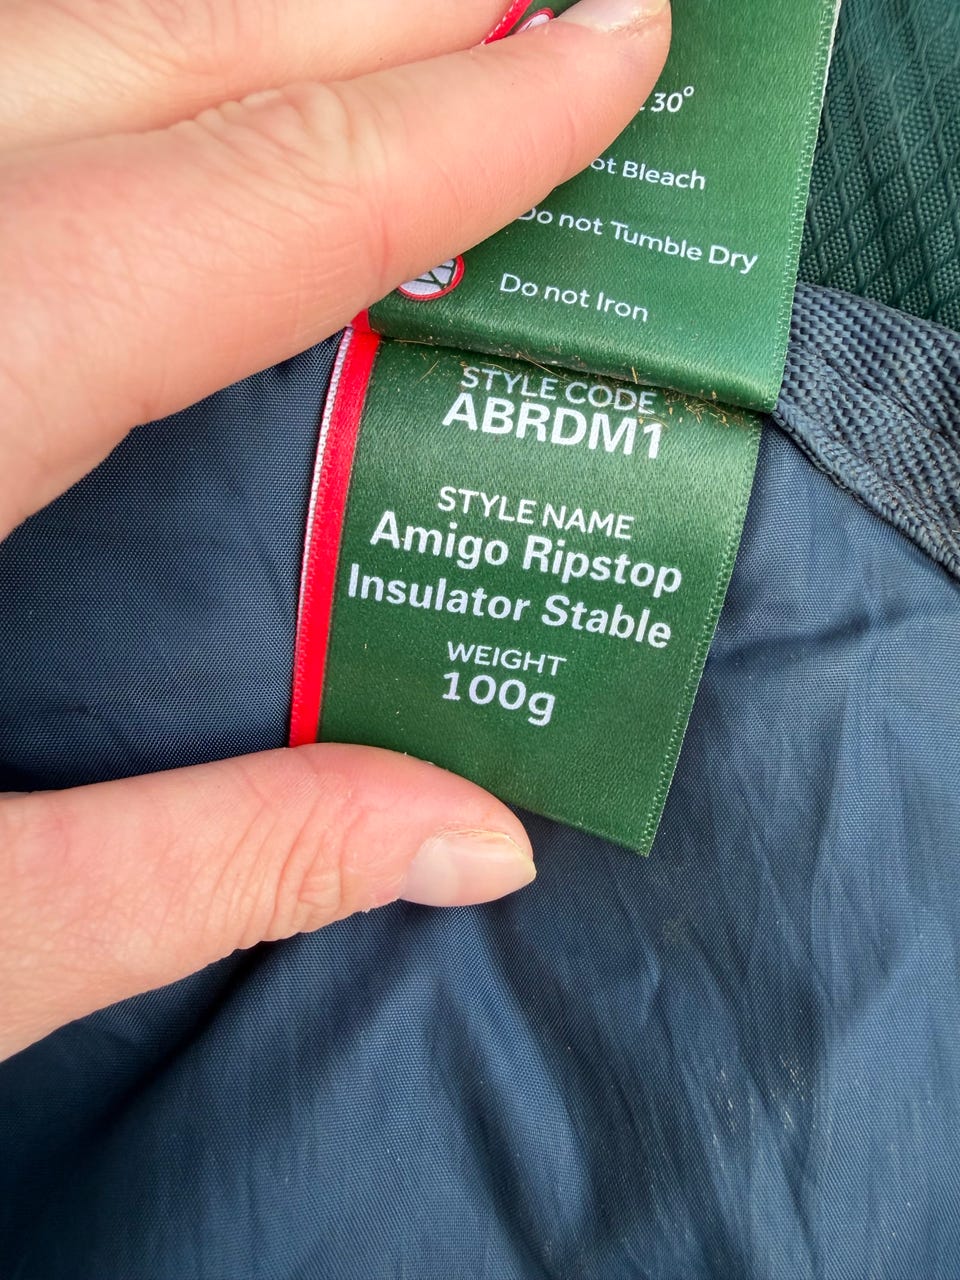 30°
Bleach
Do not Tumble Dry
Do not Iron
STYLE CODE
ABRDM1
STYLE NAME
Amigo Ripstop
Insulator Stable
WEIGHT
100g